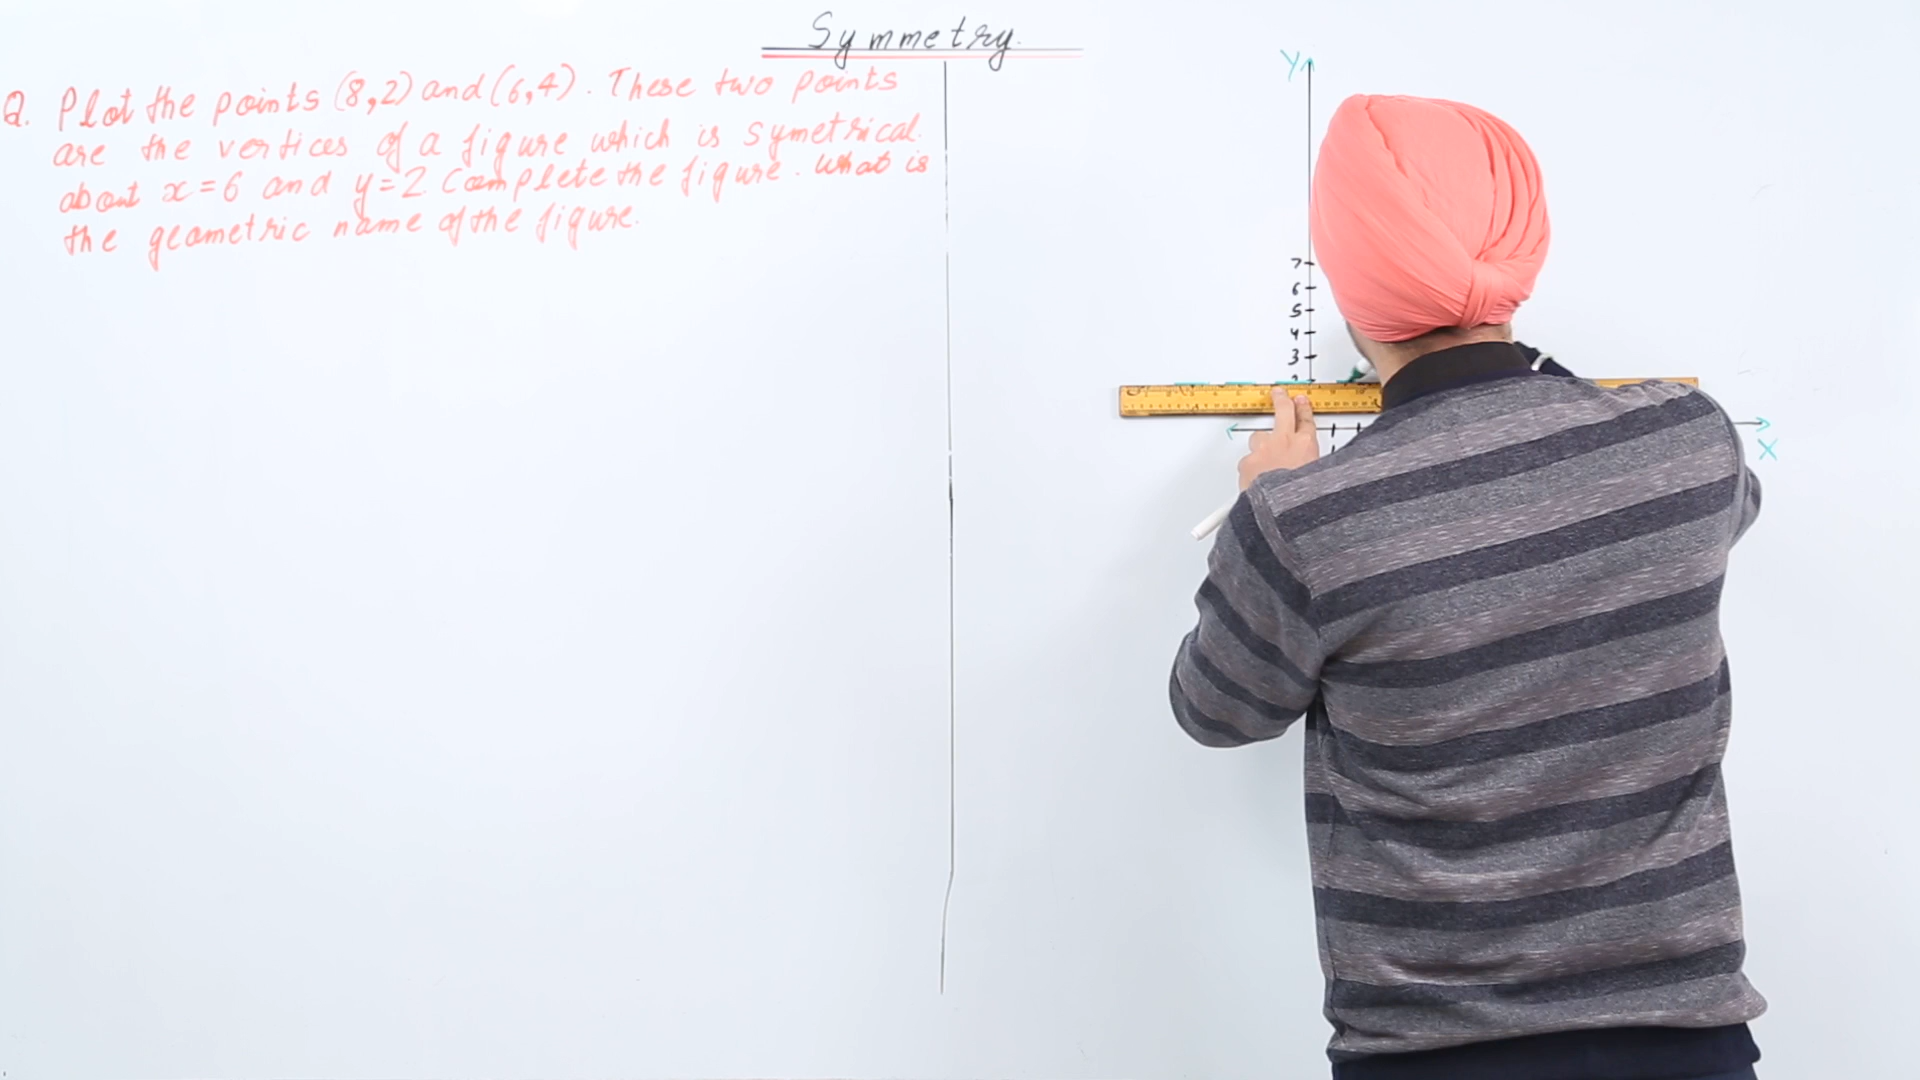 Symmetry.
Q. Plot the points (8,2) and (6,4). These two points
are the vertices of a figure which is symetrical
about x=6 and y=2 Complete the figure. What is
the geometric name of the figure.
Y
7
6
5
4
3
2
X